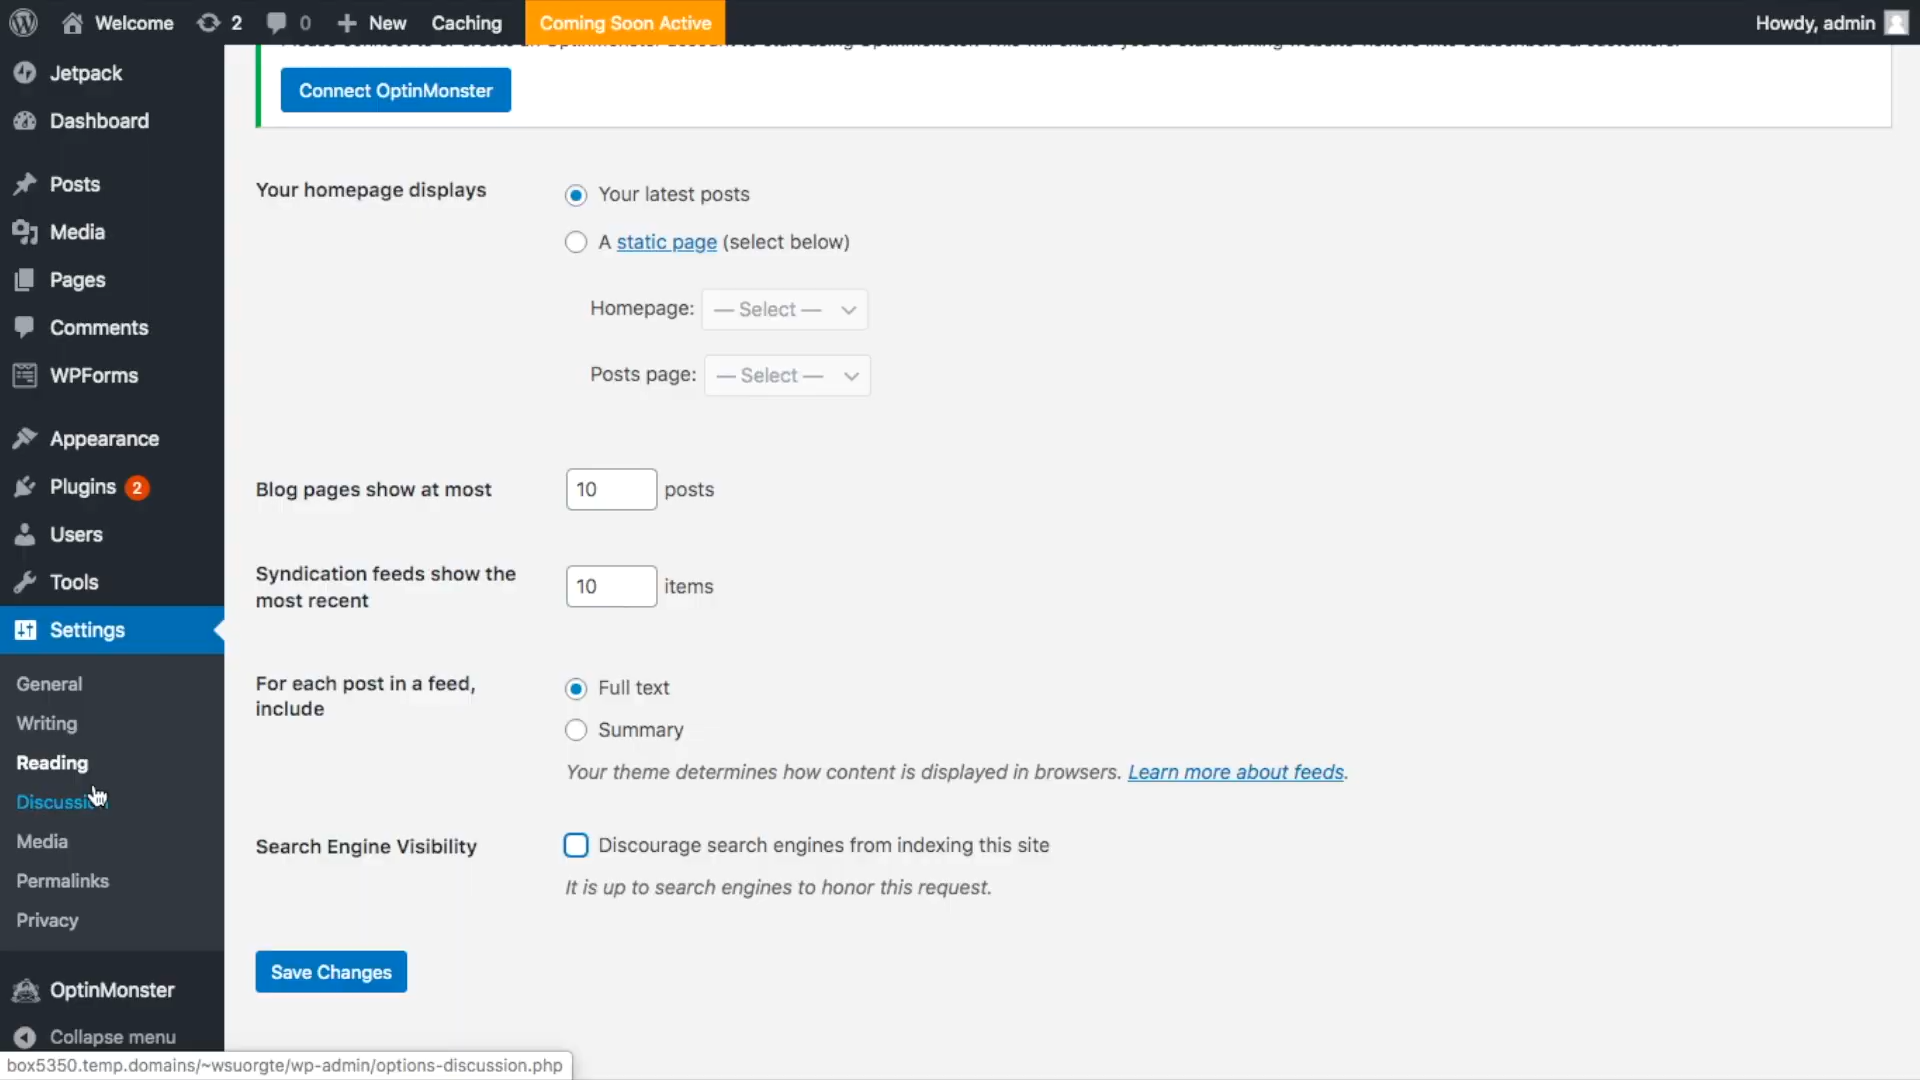 Welcome 2 0 New Caching Coming Soon Active Howdy, admin
Connect OptinMonster
Jetpack
Dashboard
Posts
Media
Pages
Comments
WPForms
Appearance
Plugins 2
Users
Tools
Settings
General
Writing
Reading
Discussion
Media
Permalinks
Privacy
OptinMonster
Collapse menu
Your homepage displays
Your latest posts
A static page (select below)
Homepage: — Select —
Posts page: — Select —
Blog pages show at most 10 posts
Syndication feeds show the
most recent
10 items
For each post in a feed,
include
Full text
Summary
Your theme determines how content is displayed in browsers. Learn more about feeds.
Search Engine Visibility
Discourage search engines from indexing this site
It is up to search engines to honor this request.
Save Changes
box5350.temp.domains/~wsuorgte/wp-admin/options-discussion.php